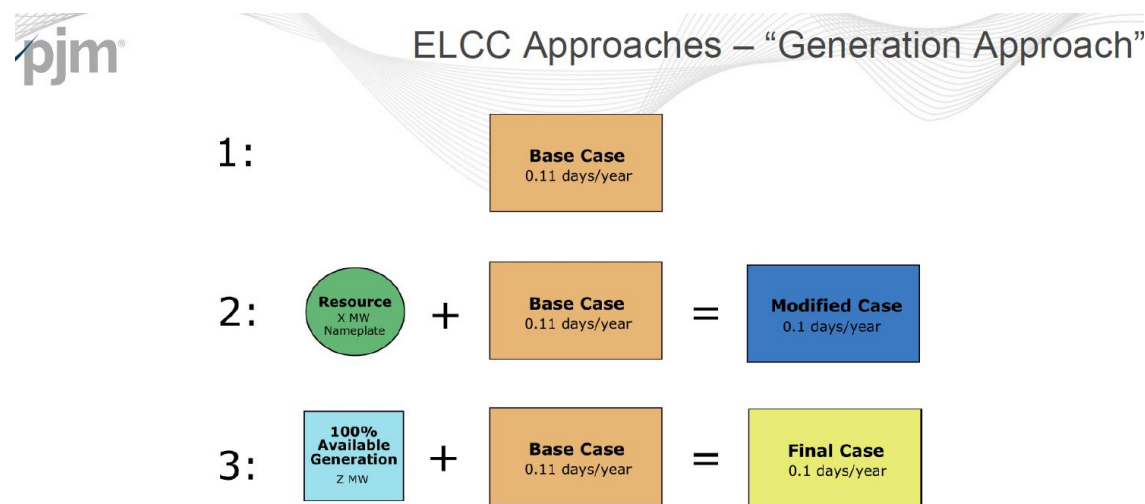 pjm®
ELCC Approaches – “Generation Approach”
1:
Base Case
0.11 days/year
2:
Resource
X MW
Nameplate
+
Base Case
0.11 days/year
=
Modified Case
0.1 days/year
3:
100%
Available
Generation
Z MW
+
Base Case
0.11 days/year
=
Final Case
0.1 days/year